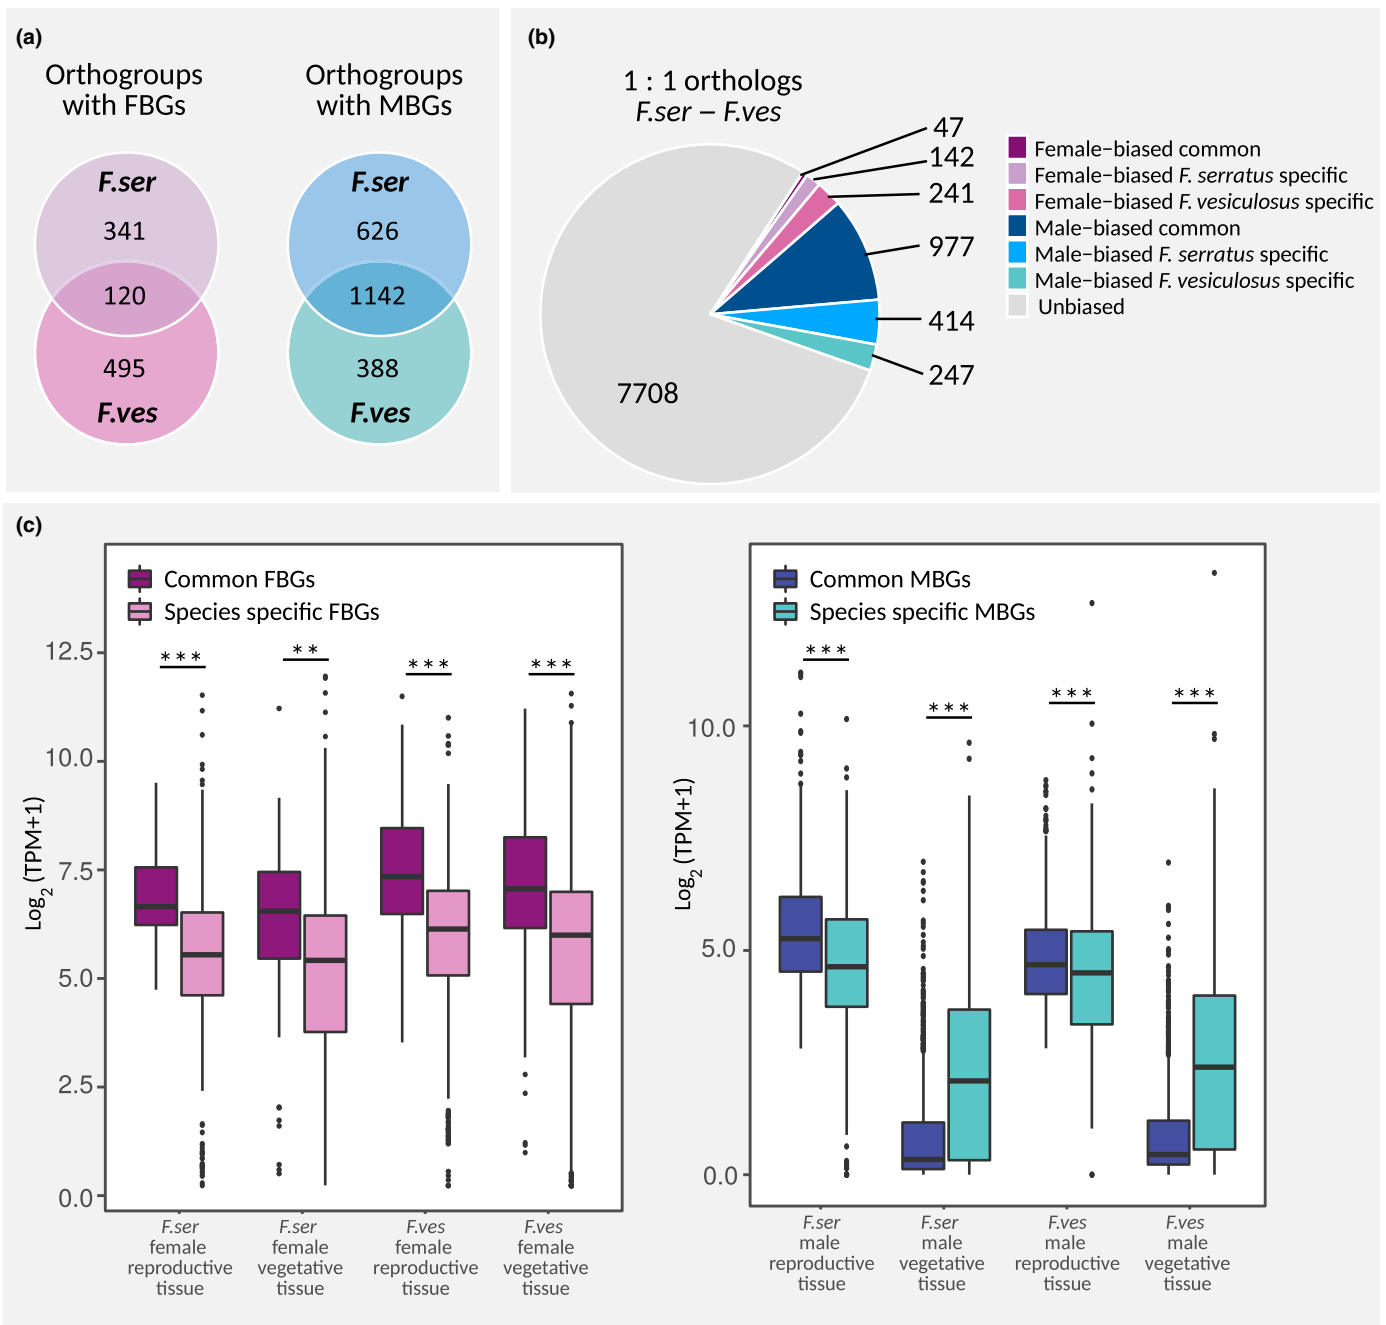 (a)
Orthogroups
with FBGs
Orthogroups
with MBGs
F.ser
341
120
495
F.ves
F.ser
626
1142
388
F.ves
(b)
1 : 1 orthologs
F.ser – F.ves
47
142
241
977
414
247
7708
Female–biased common
Female–biased F. serratus specific
Female–biased F. vesiculosus specific
Male–biased common
Male–biased F. serratus specific
Male–biased F. vesiculosus specific
Unbiased
(c)
Common FBGs
Species specific FBGs
***
**
***
***
12.5
10.0
7.5
5.0
2.5
0.0
Log2 (TPM+1)
F.ser
female
reproductive
tissue
F.ser
female
vegetative
tissue
F.ves
female
reproductive
tissue
F.ves
female
vegetative
tissue
Common MBGs
Species specific MBGs
***
***
***
***
10.0
5.0
0.0
Log2 (TPM+1)
F.ser
male
reproductive
tissue
F.ser
male
vegetative
tissue
F.ves
male
reproductive
tissue
F.ves
male
vegetative
tissue